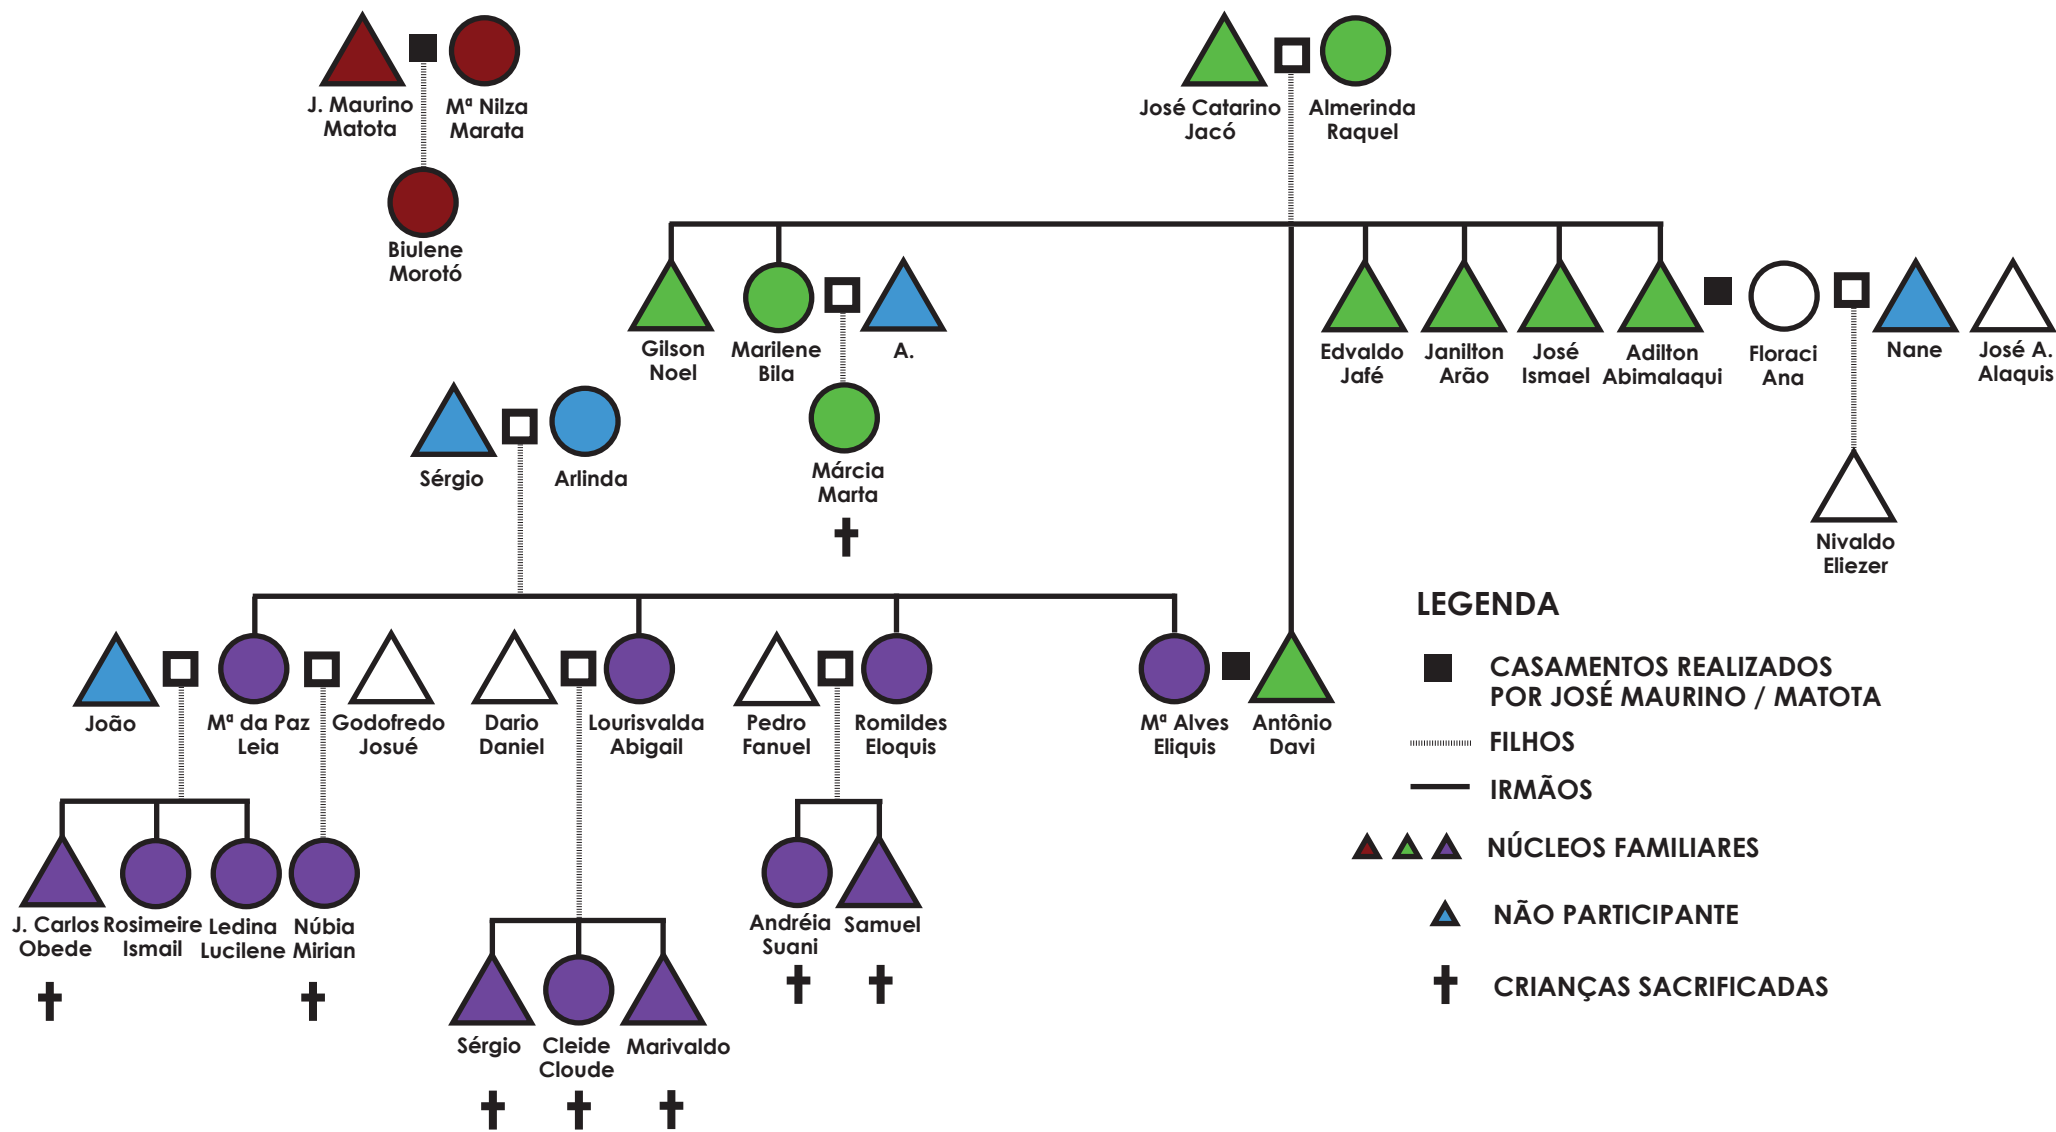 J. Maurino
Matota
Mª Nilza
Marata
José Catarino
Jacó
Almerinda
Raquel
Biulene
Morotó
Gilson
Noel
Marilene
Bila
A.
Edvaldo
Jafé
Janilton
Arão
José
Ismael
Adilton
Abimalaqui
Floraci
Ana
Nane
José A.
Alaquis
Sérgio
Arlinda
Márcia
Marta
Nivaldo
Eliezer
João
Mª da Paz
Leia
Godofredo
Josué
Dario
Daniel
Lourisvalda
Abigail
Pedro
Fanuel
Romildes
Eloquis
Mª Alves
Eliquis
Antônio
Davi
J. Carlos
Obede
Rosimeire
Ismail
Ledina
Lucilene
Núbia
Mirian
Andréia
Suani
Samuel
Sérgio
Cleide
Cloude
Marivaldo
LEGENDA
CASAMENTOS REALIZADOS
POR JOSÉ MAURINO / MATOTA
FILHOS
IRMÃOS
NÚCLEOS FAMILIARES
NÃO PARTICIPANTE
CRIANÇAS SACRIFICADAS